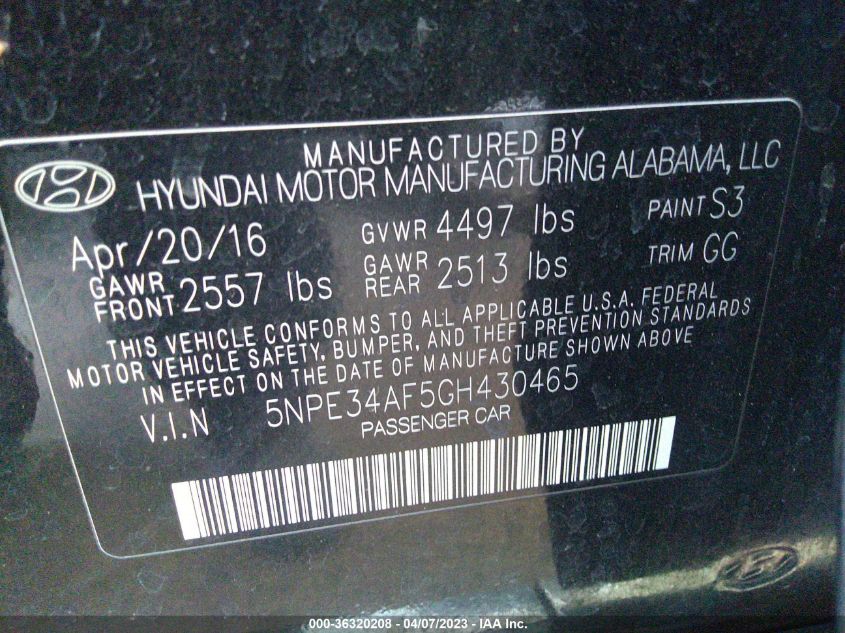 MANUFACTURED BY
HYUNDAI MOTOR MANUFACTURING ALABAMA, LLC
Apr/20/16 GVWR 4497 lbs PAINT S3
GAWR FRONT 2557 lbs GAWR REAR 2513 lbs TRIM GG
THIS VEHICLE CONFORMS TO ALL APPLICABLE U.S.A. FEDERAL
MOTOR VEHICLE SAFETY, BUMPER, AND THEFT PREVENTION STANDARDS
IN EFFECT ON THE DATE OF MANUFACTURE SHOWN ABOVE
V.I.N 5NPE34AF5GH430465
PASSENGER CAR
000-36320208 - 04/07/2023 - IAA Inc.